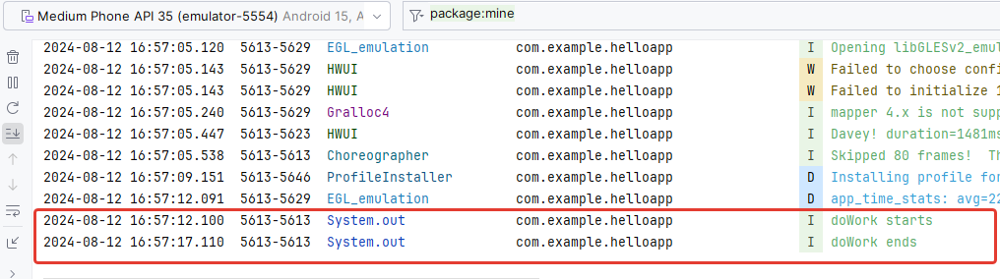 Medium Phone API 35 (emulator-5554) Android 15, A
package:mine
2024-08-12 16:57:05.120 5613-5629 EGL_emulation com.example.helloapp I Opening libGLESv2_emul
2024-08-12 16:57:05.143 5613-5629 HWUI com.example.helloapp W Failed to choose confi
2024-08-12 16:57:05.143 5613-5629 HWUI com.example.helloapp W Failed to initialize 1
2024-08-12 16:57:05.240 5613-5629 Gralloc4 com.example.helloapp I mapper 4.x is not supp
2024-08-12 16:57:05.447 5613-5623 HWUI com.example.helloapp I Davey! duration=1481ms
2024-08-12 16:57:05.538 5613-5613 Choreographer com.example.helloapp I Skipped 80 frames! Th
2024-08-12 16:57:09.151 5613-5646 ProfileInstaller com.example.helloapp D Installing profile for
2024-08-12 16:57:12.091 5613-5629 EGL_emulation com.example.helloapp D app_time_stats: avg=22
2024-08-12 16:57:12.100 5613-5613 System.out com.example.helloapp I doWork starts
2024-08-12 16:57:17.110 5613-5613 System.out com.example.helloapp I doWork ends